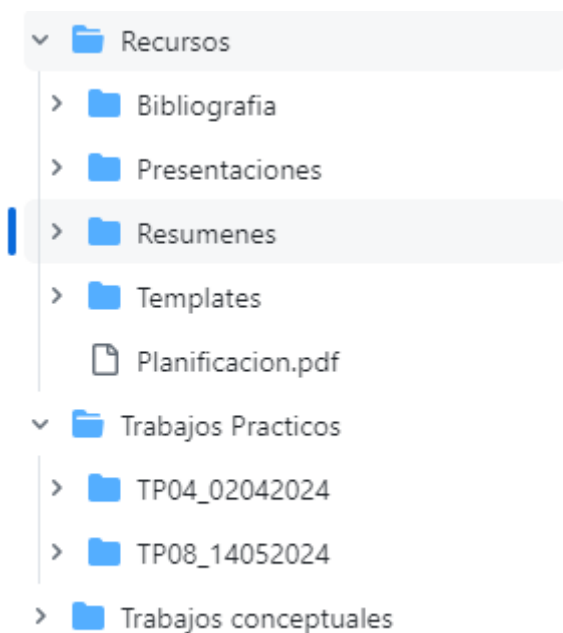 Recursos
Bibliografia
Presentaciones
Resumenes
Templates
Planificacion.pdf
Trabajos Practicos
TP04_02042024
TP08_14052024
Trabajos conceptuales